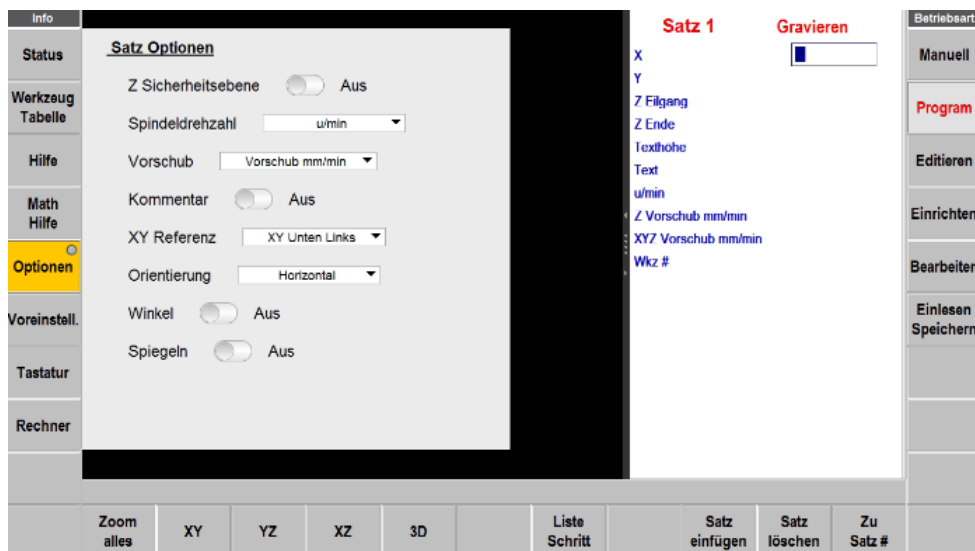 Info
Status
Werkzeug
Tabelle
Hilfe
Math
Hilfe
Optionen
Voreinstell.
Tastatur
Rechner
Satz Optionen
Z Sicherheitsebene Aus
Spindeldrehzahl u/min
Vorschub Vorschub mm/min
Kommentar Aus
XY Referenz XY Unten Links
Orientierung Horizontal
Winkel Aus
Spiegeln Aus
Satz 1 Gravieren
X
Y
Z Eilgang
Z Ende
Texthöhe
Text
u/min
Z Vorschub mm/min
XYZ Vorschub mm/min
Wkz #
Betriebsart
Manuell
Program
Editieren
Einrichten
Bearbeiten
Einlesen
Speichern
Zoom
alles
XY
YZ
XZ
3D
Liste
Schritt
Satz
einfügen
Satz
löschen
Zu
Satz #